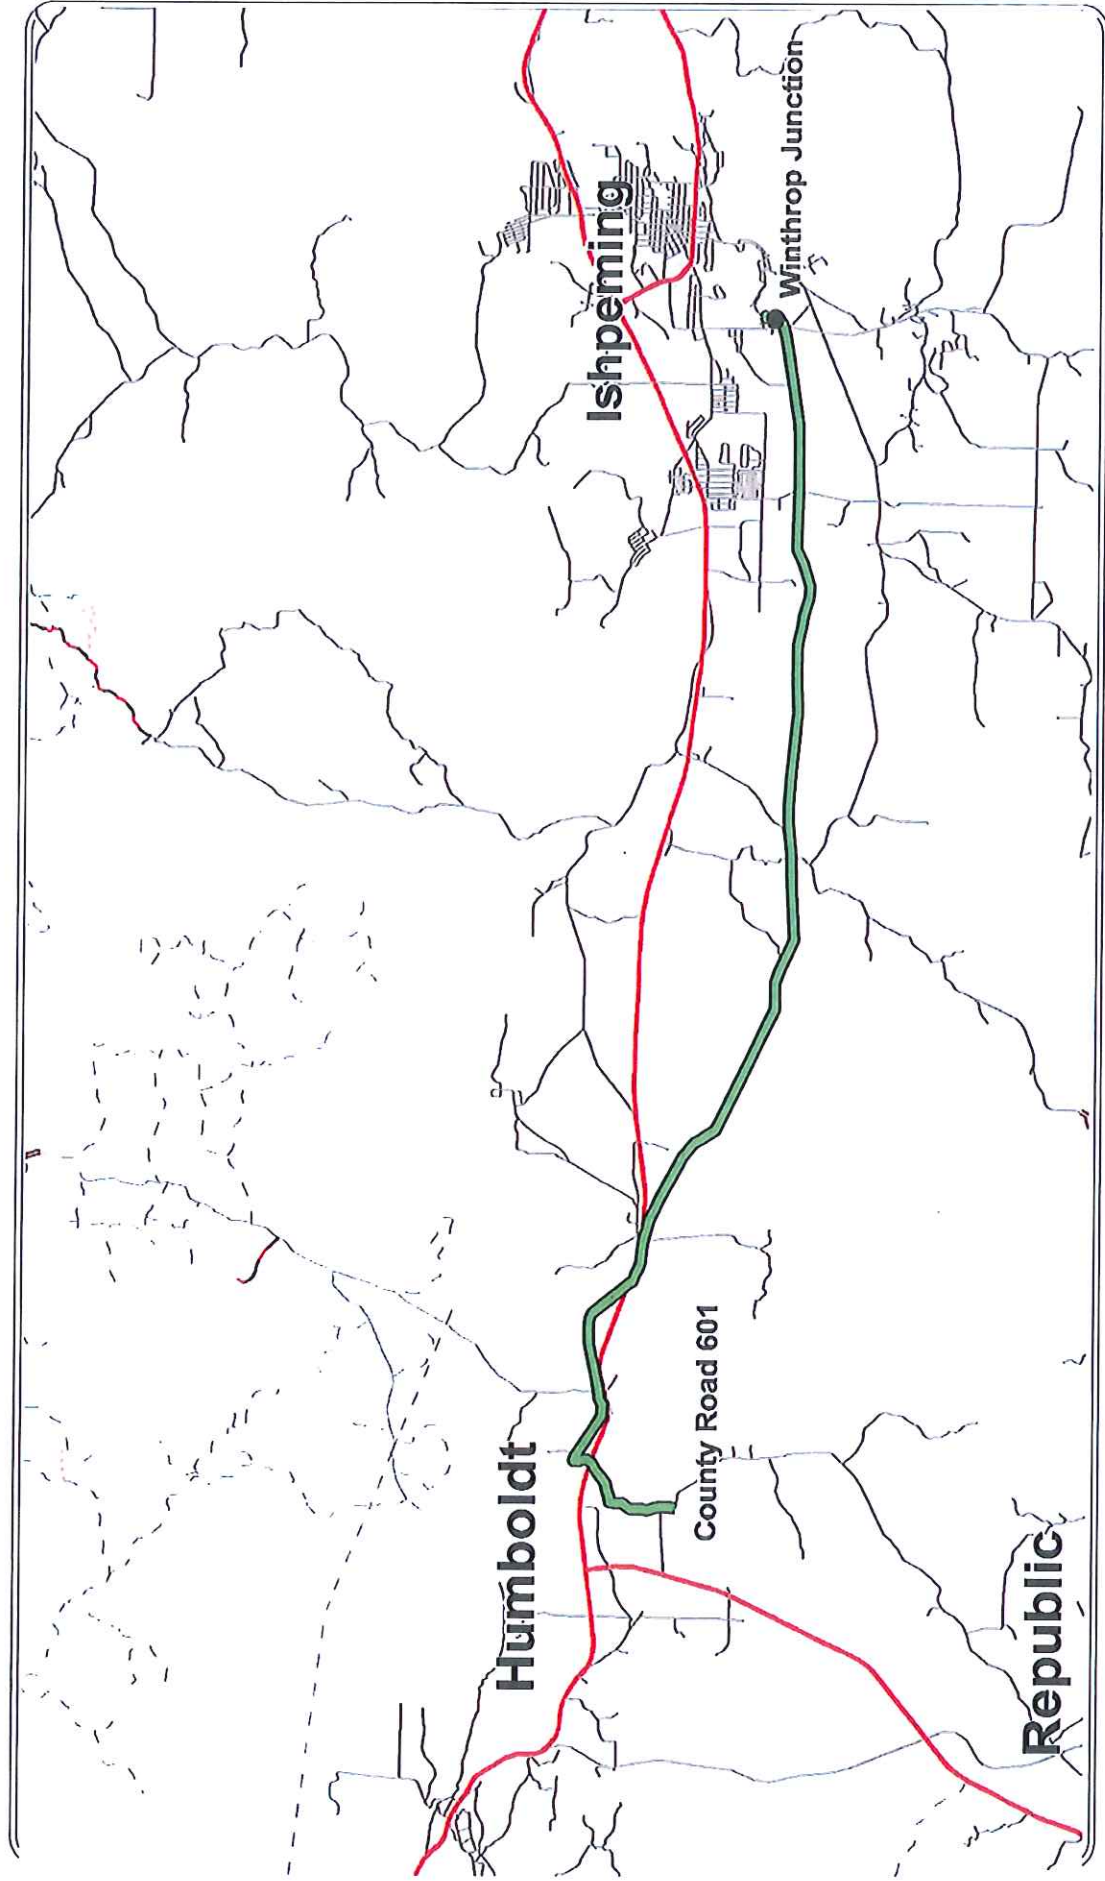 Ishpeming
Winthrop Junction
Humboldt
County Road 601
Republic